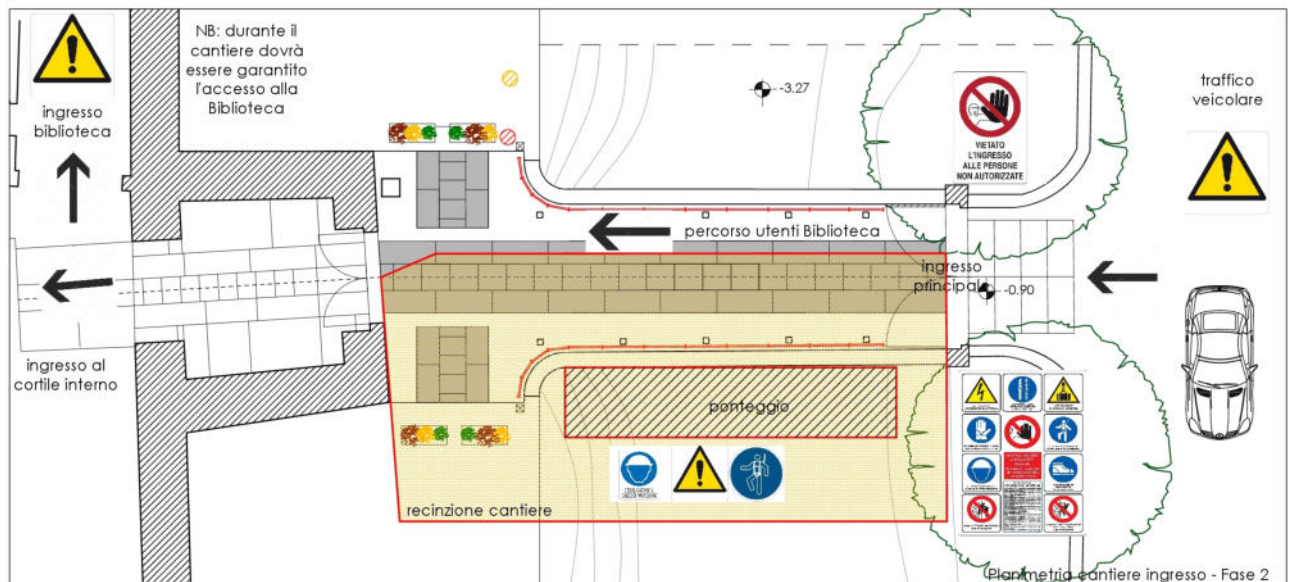 NB: durante il
cantiere dovrà
essere garantito
l'accesso alla
Biblioteca
ingresso
biblioteca
-3.27
VIETATO
L'INGRESSO
ALLE PERSONE
NON AUTORIZZATE
traffico
veicolare
percorso utenti Biblioteca
ingresso
principal
-0.90
ingresso al
cortile interno
ponteggio
recinzione cantiere
Planimetria cantiere ingresso - Fase 2